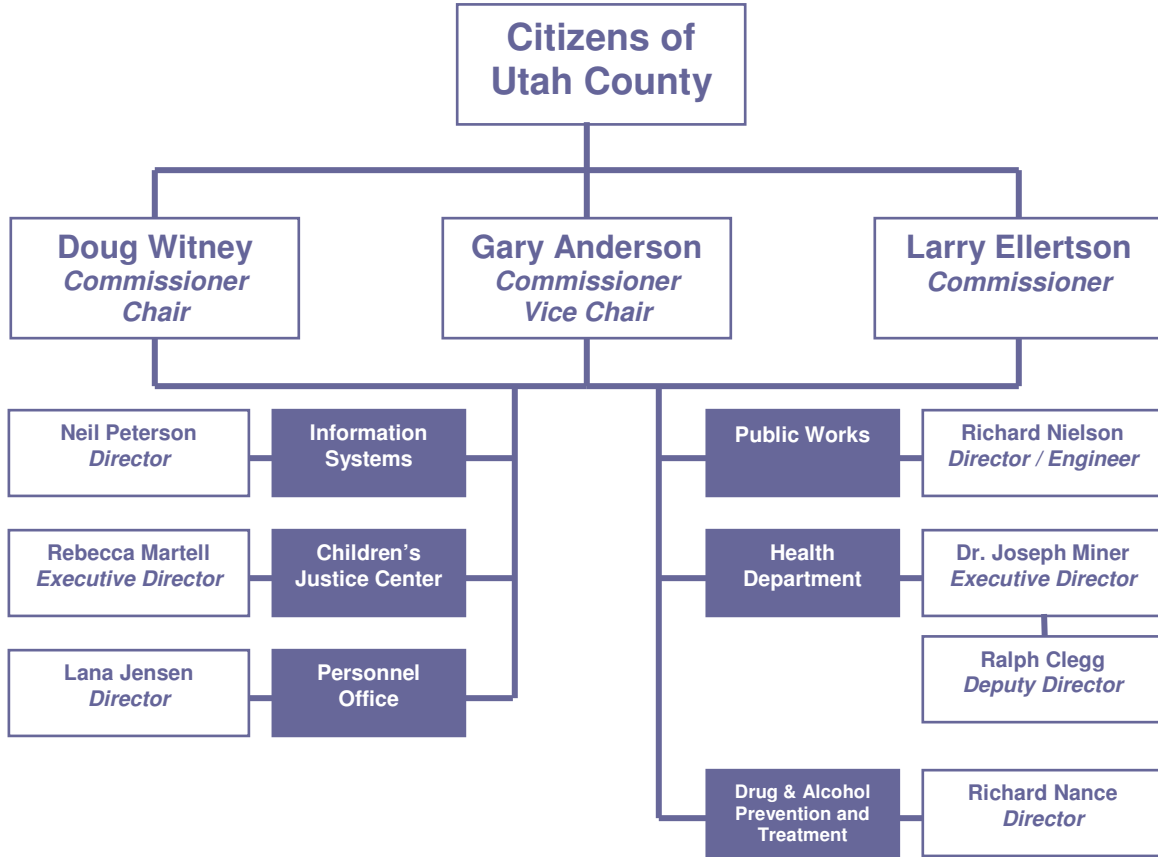 Citizens of
Utah County
Doug Witney
Commissioner
Chair
Gary Anderson
Commissioner
Vice Chair
Larry Ellertson
Commissioner
Neil Peterson
Director
Information
Systems
Public Works
Richard Nielson
Director / Engineer
Rebecca Martell
Executive Director
Children’s
Justice Center
Health
Department
Dr. Joseph Miner
Executive Director
Ralph Clegg
Deputy Director
Lana Jensen
Director
Personnel
Office
Drug & Alcohol
Prevention and
Treatment
Richard Nance
Director